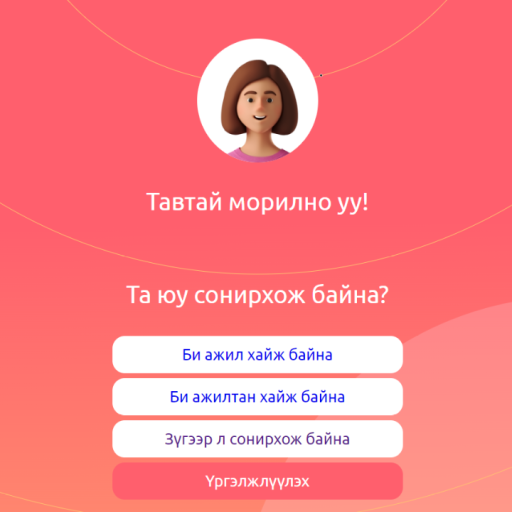 Тавтай морилно уу!
Та юу сонирхож байна?
Би ажил хайж байна
Би ажилтан хайж байна
Зүгээр л сонирхож байна
Үргэлжлүүлэх